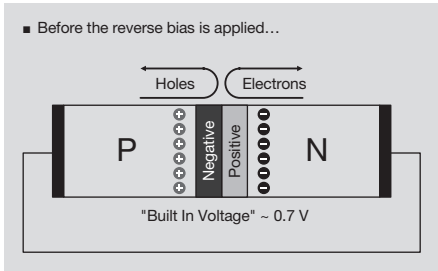 ■ Before the reverse bias is applied…
Holes Electrons
P Negative Positive N
"Built In Voltage" ~ 0.7 V